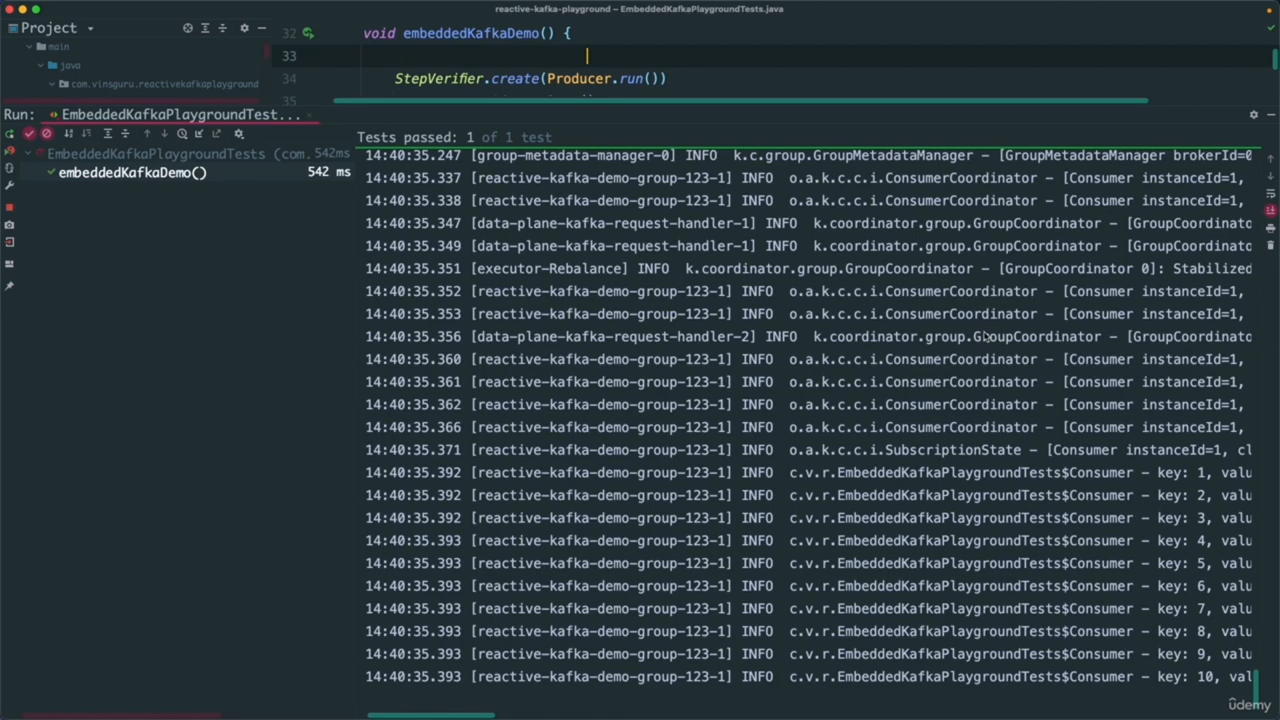 reactive-kafka-playground – EmbeddedKafkaPlaygroundTests.java
Project
main
java
com.vinsguru.reactivekafkaplayground
32 void embeddedKafkaDemo() {
33
34 StepVerifier.create(Producer.run())
35
Run: EmbeddedKafkaPlaygroundTest...
Tests passed: 1 of 1 test
EmbeddedKafkaPlaygroundTests (com. 542ms
embeddedKafkaDemo() 542 ms
14:40:35.247 [group-metadata-manager-0] INFO k.c.group.GroupMetadataManager – [GroupMetadataManager brokerId=0
14:40:35.337 [reactive-kafka-demo-group-123-1] INFO o.a.k.c.c.i.ConsumerCoordinator – [Consumer instanceId=1,
14:40:35.338 [reactive-kafka-demo-group-123-1] INFO o.a.k.c.c.i.ConsumerCoordinator – [Consumer instanceId=1,
14:40:35.347 [data-plane-kafka-request-handler-1] INFO k.coordinator.group.GroupCoordinator – [GroupCoordinato
14:40:35.349 [data-plane-kafka-request-handler-1] INFO k.coordinator.group.GroupCoordinator – [GroupCoordinato
14:40:35.351 [executor-Rebalance] INFO k.coordinator.group.GroupCoordinator – [GroupCoordinator 0]: Stabilized
14:40:35.352 [reactive-kafka-demo-group-123-1] INFO o.a.k.c.c.i.ConsumerCoordinator – [Consumer instanceId=1,
14:40:35.353 [reactive-kafka-demo-group-123-1] INFO o.a.k.c.c.i.ConsumerCoordinator – [Consumer instanceId=1,
14:40:35.356 [data-plane-kafka-request-handler-2] INFO k.coordinator.group.GroupCoordinator – [GroupCoordinato
14:40:35.360 [reactive-kafka-demo-group-123-1] INFO o.a.k.c.c.i.ConsumerCoordinator – [Consumer instanceId=1,
14:40:35.361 [reactive-kafka-demo-group-123-1] INFO o.a.k.c.c.i.ConsumerCoordinator – [Consumer instanceId=1,
14:40:35.362 [reactive-kafka-demo-group-123-1] INFO o.a.k.c.c.i.ConsumerCoordinator – [Consumer instanceId=1,
14:40:35.366 [reactive-kafka-demo-group-123-1] INFO o.a.k.c.c.i.ConsumerCoordinator – [Consumer instanceId=1,
14:40:35.371 [reactive-kafka-demo-group-123-1] INFO o.a.k.c.c.i.SubscriptionState – [Consumer instanceId=1, cl
14:40:35.392 [reactive-kafka-demo-group-123-1] INFO c.v.r.EmbeddedKafkaPlaygroundTests$Consumer – key: 1, valu
14:40:35.392 [reactive-kafka-demo-group-123-1] INFO c.v.r.EmbeddedKafkaPlaygroundTests$Consumer – key: 2, valu
14:40:35.392 [reactive-kafka-demo-group-123-1] INFO c.v.r.EmbeddedKafkaPlaygroundTests$Consumer – key: 3, valu
14:40:35.393 [reactive-kafka-demo-group-123-1] INFO c.v.r.EmbeddedKafkaPlaygroundTests$Consumer – key: 4, valu
14:40:35.393 [reactive-kafka-demo-group-123-1] INFO c.v.r.EmbeddedKafkaPlaygroundTests$Consumer – key: 5, valu
14:40:35.393 [reactive-kafka-demo-group-123-1] INFO c.v.r.EmbeddedKafkaPlaygroundTests$Consumer – key: 6, valu
14:40:35.393 [reactive-kafka-demo-group-123-1] INFO c.v.r.EmbeddedKafkaPlaygroundTests$Consumer – key: 7, valu
14:40:35.393 [reactive-kafka-demo-group-123-1] INFO c.v.r.EmbeddedKafkaPlaygroundTests$Consumer – key: 8, valu
14:40:35.393 [reactive-kafka-demo-group-123-1] INFO c.v.r.EmbeddedKafkaPlaygroundTests$Consumer – key: 9, valu
14:40:35.393 [reactive-kafka-demo-group-123-1] INFO c.v.r.EmbeddedKafkaPlaygroundTests$Consumer – key: 10, val
udemy